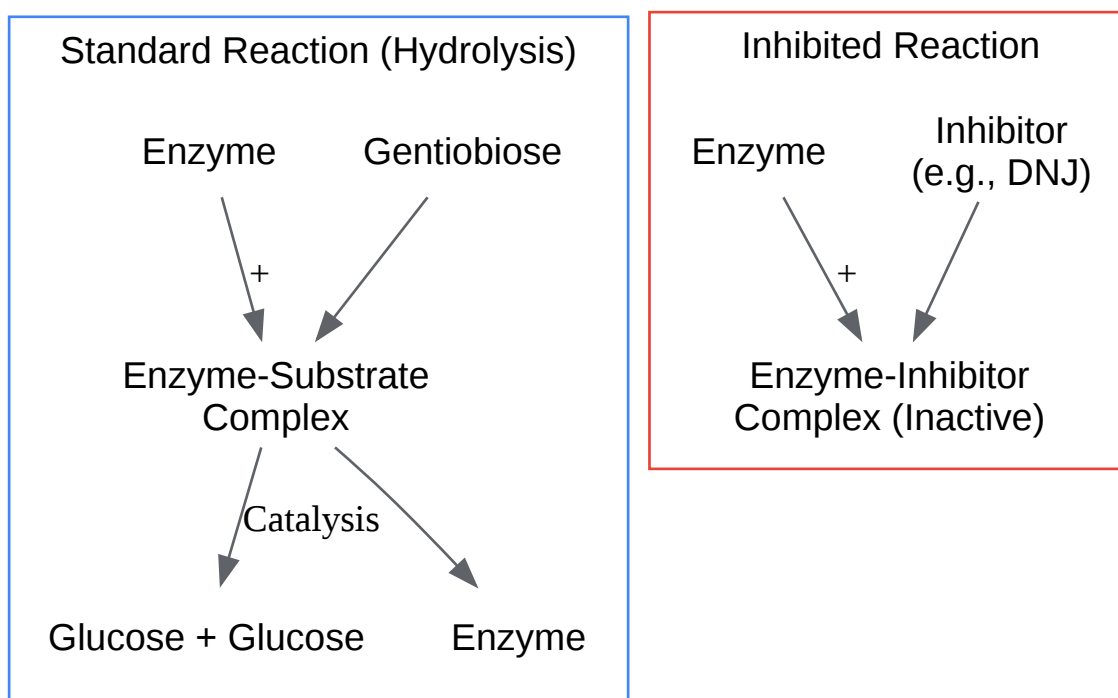 Standard Reaction (Hydrolysis)
Enzyme
Gentiobiose
+
Enzyme-Substrate
Complex
Catalysis
Glucose + Glucose
Enzyme
Inhibited Reaction
Enzyme
Inhibitor
(e.g., DNJ)
+
Enzyme-Inhibitor
Complex (Inactive)